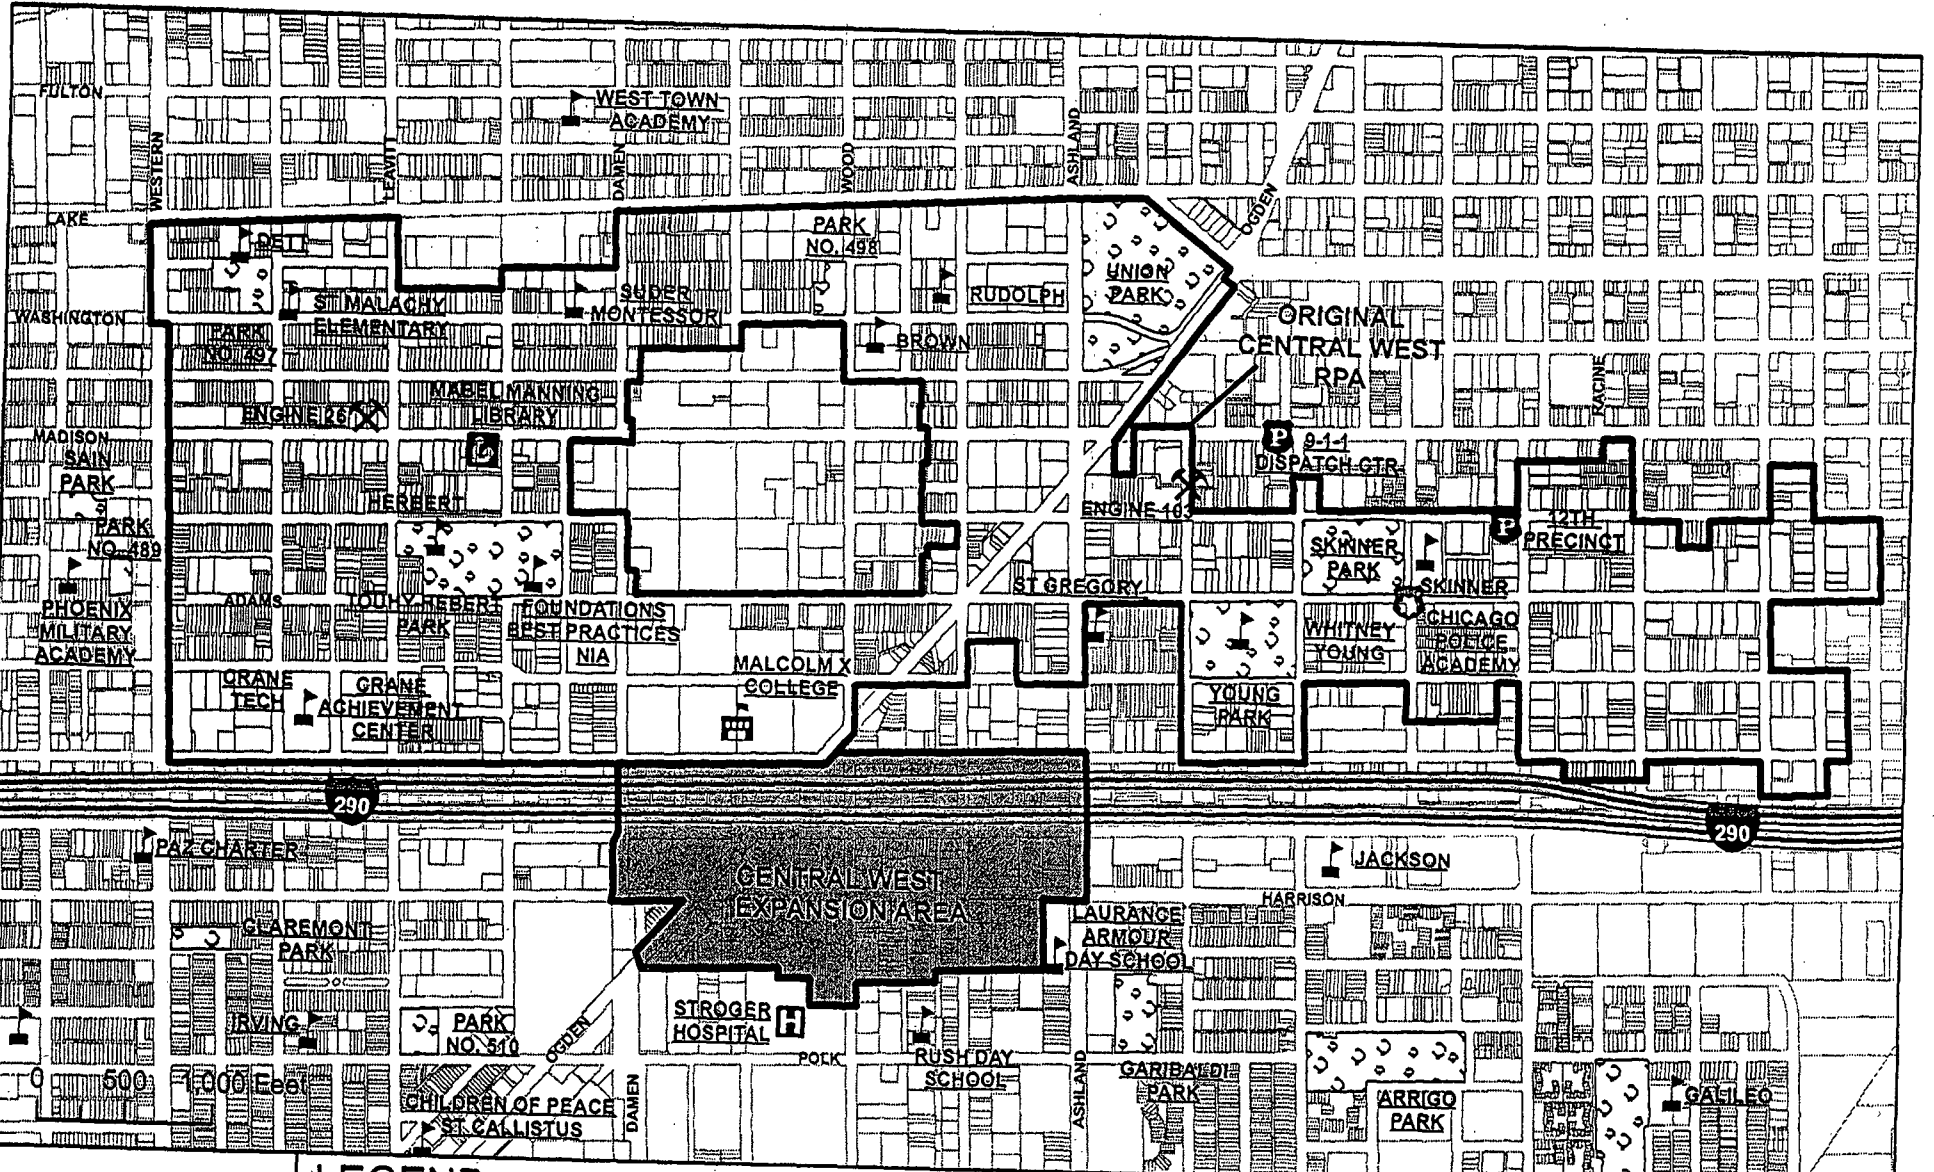 FULTON
WESTERN
LEAVITT
WEST TOWN
ACADEMY
DAMEN
WOOD
ASHLAND
OGDEN
LAKE
DETT
PARK
NO. 498
UNION
PARK
RUDOLPH
SUDER
MONTESSORI
ST MALACHY
ELEMENTARY
WASHINGTON
PARK
NO. 497
BROWN
ORIGINAL
CENTRAL WEST
RPA
RACINE
MABEL MANNING
LIBRARY
ENGINE 26
MADISON
SAIN
PARK
9-1-1
DISPATCH CTR
P
HERBERT
ENGINE 103
PARK
NO. 489
SKINNER
PARK
P
12TH
PRECINCT
SKINNER
ST GREGORY
ADAMS
TOUHY-HEBERT
PARK
FOUNDATIONS
BEST PRACTICES
NIA
PHOENIX
MILITARY
ACADEMY
WHITNEY
YOUNG
CHICAGO
POLICE
ACADEMY
MALCOLM X
COLLEGE
CRANE
TECH
CRANE
ACHIEVEMENT
CENTER
YOUNG
PARK
290
290
PAZ CHARTER
JACKSON
CENTRAL WEST
EXPANSION AREA
HARRISON
LAURANCE
ARMOUR
DAY SCHOOL
CLAREMONT
PARK
STROGER
HOSPITAL
H
IRVING
PARK
NO. 510
OGDEN
POLK
RUSH DAY
SCHOOL
GARIBALDI
PARK
ARRIGO
PARK
GALILEO
0 500 1,000 Feet
CHILDREN OF PEACE
ST CALLISTUS
DAMEN
ASHLAND
LEGEND